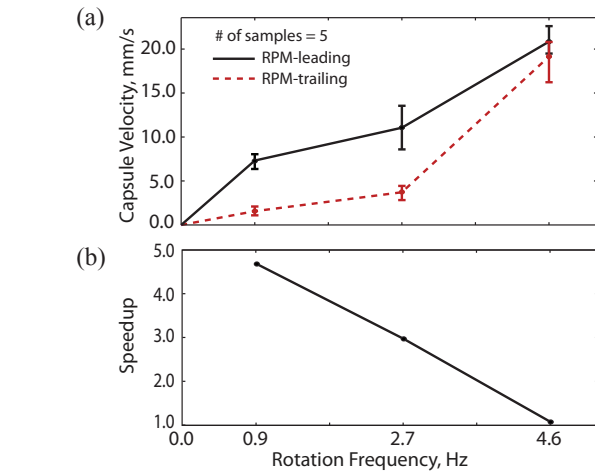 (a)
# of samples = 5
RPM-leading
RPM-trailing
Capsule Velocity, mm/s
20.0
15.0
10.0
5.0
0.0
(b)
Speedup
5.0
4.0
3.0
2.0
1.0
0.0 0.9 2.7 4.6
Rotation Frequency, Hz